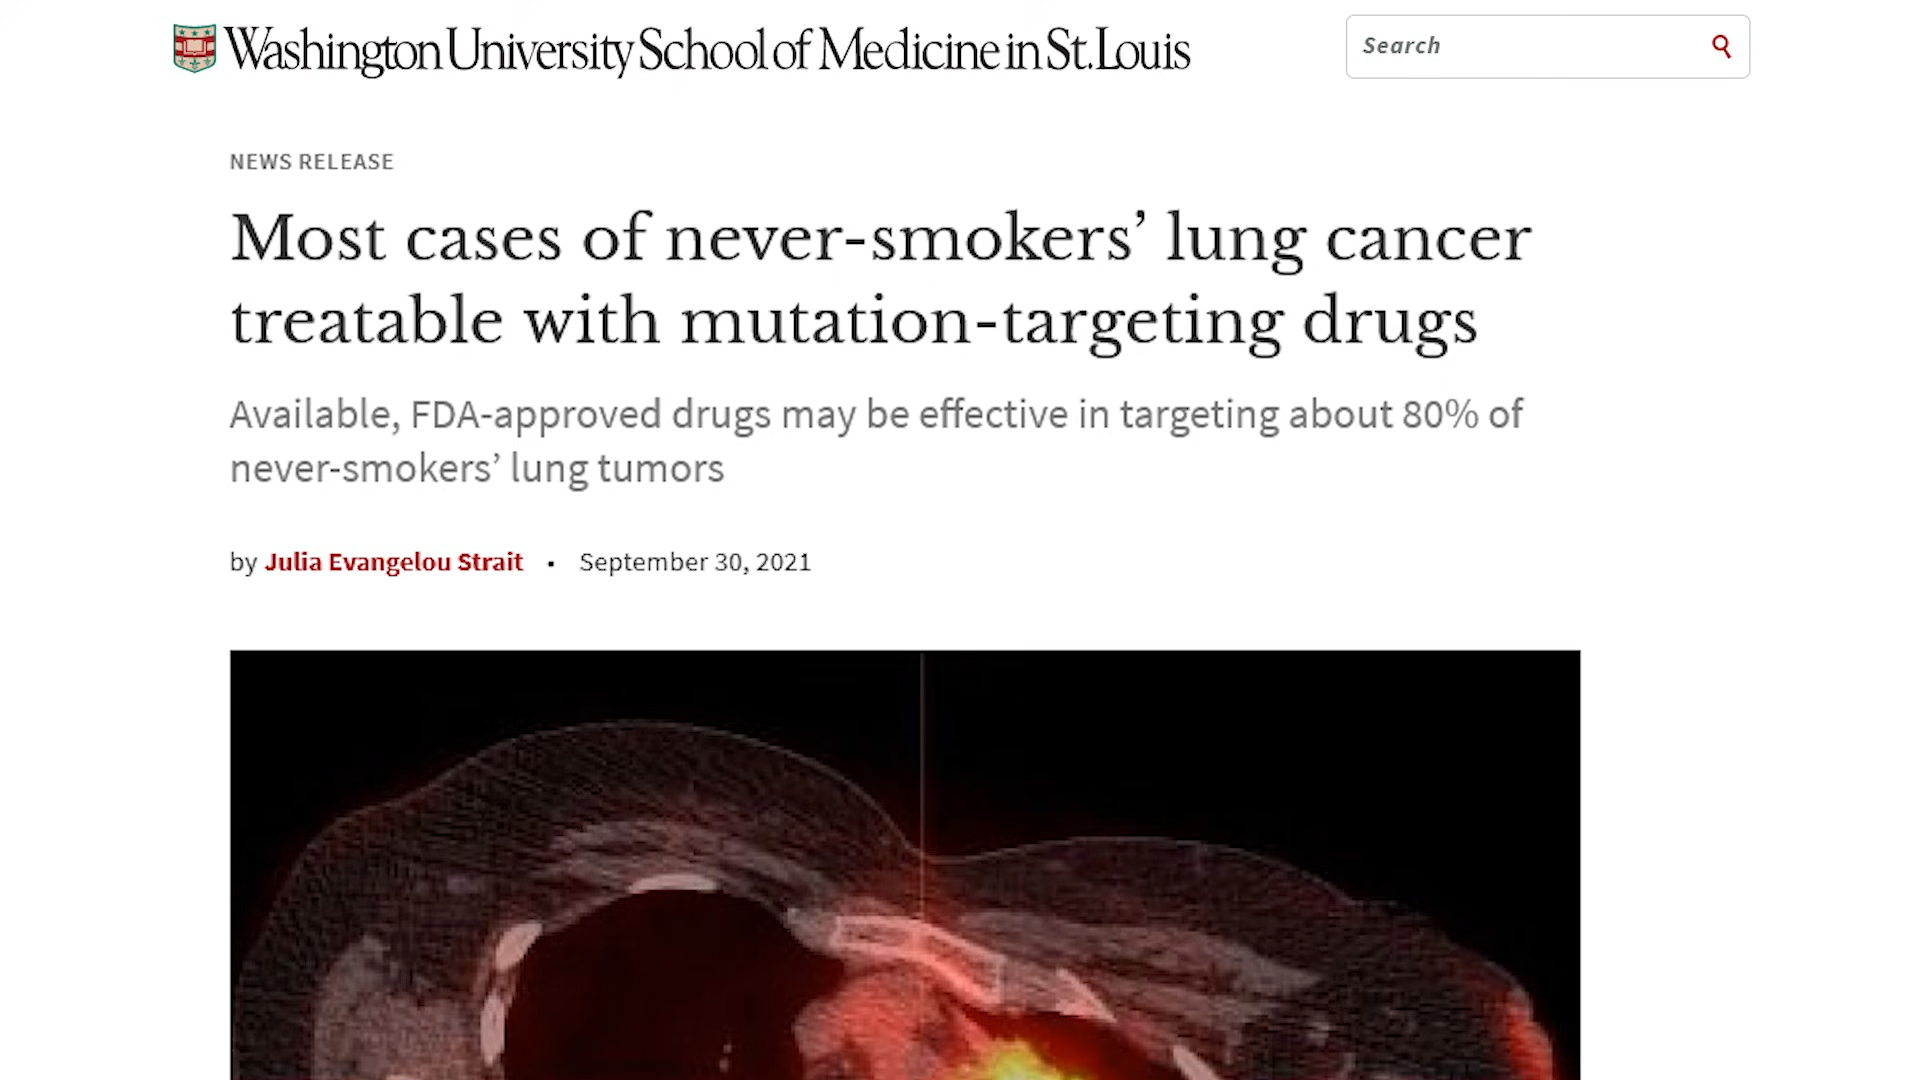 Washington University School of Medicine in St. Louis
Search
NEWS RELEASE
Most cases of never-smokers’ lung cancer
treatable with mutation-targeting drugs
Available, FDA-approved drugs may be effective in targeting about 80% of
never-smokers’ lung tumors
by Julia Evangelou Strait ▪ September 30, 2021